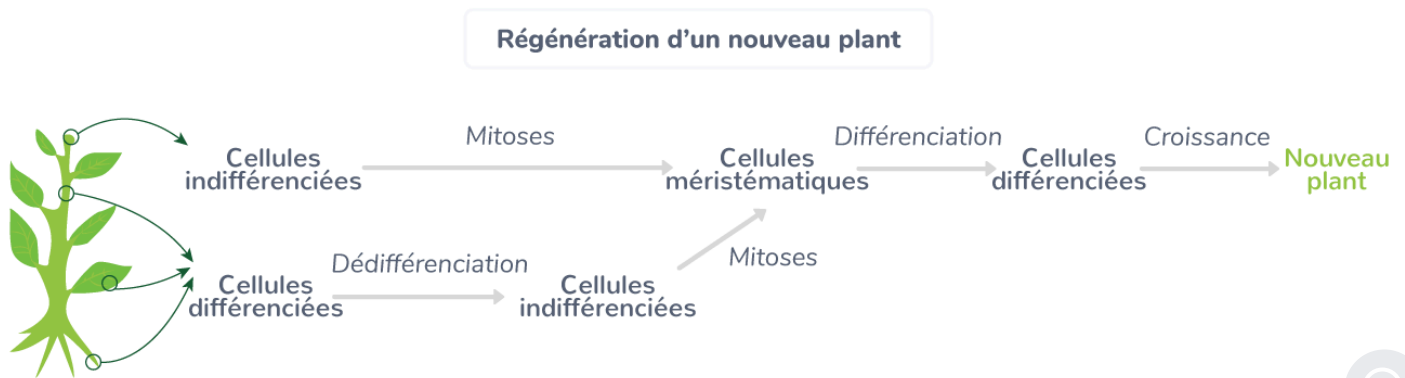 Régénération d'un nouveau plant
Mitoses
Différenciation
Croissance
Cellules
indifférenciées
Cellules
méristématiques
Cellules
différenciées
Nouveau
plant
Dédifférenciation
Mitoses
Cellules
différenciées
Cellules
indifférenciées